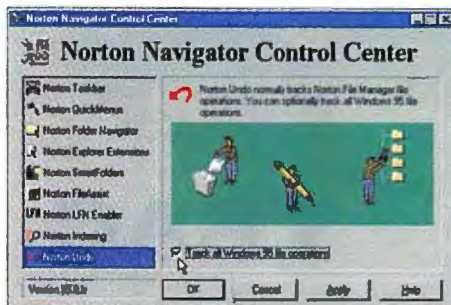 Norton Navigator Control Center
Norton Navigator Control Center
Norton Taskbar
Norton QuickMenus
Norton Folder Navigator
Norton Explorer Extensions
Norton SmartFolders
Norton FileAssist
LFN Norton LFN Enabler
Norton Indexing
Norton Undo
Norton Undo normally tracks Norton File Manager file
operations. You can optionally track all Windows 95 file
operations.
Track all Windows 95 file operations
Version
OK
Cancel
Apply
Help